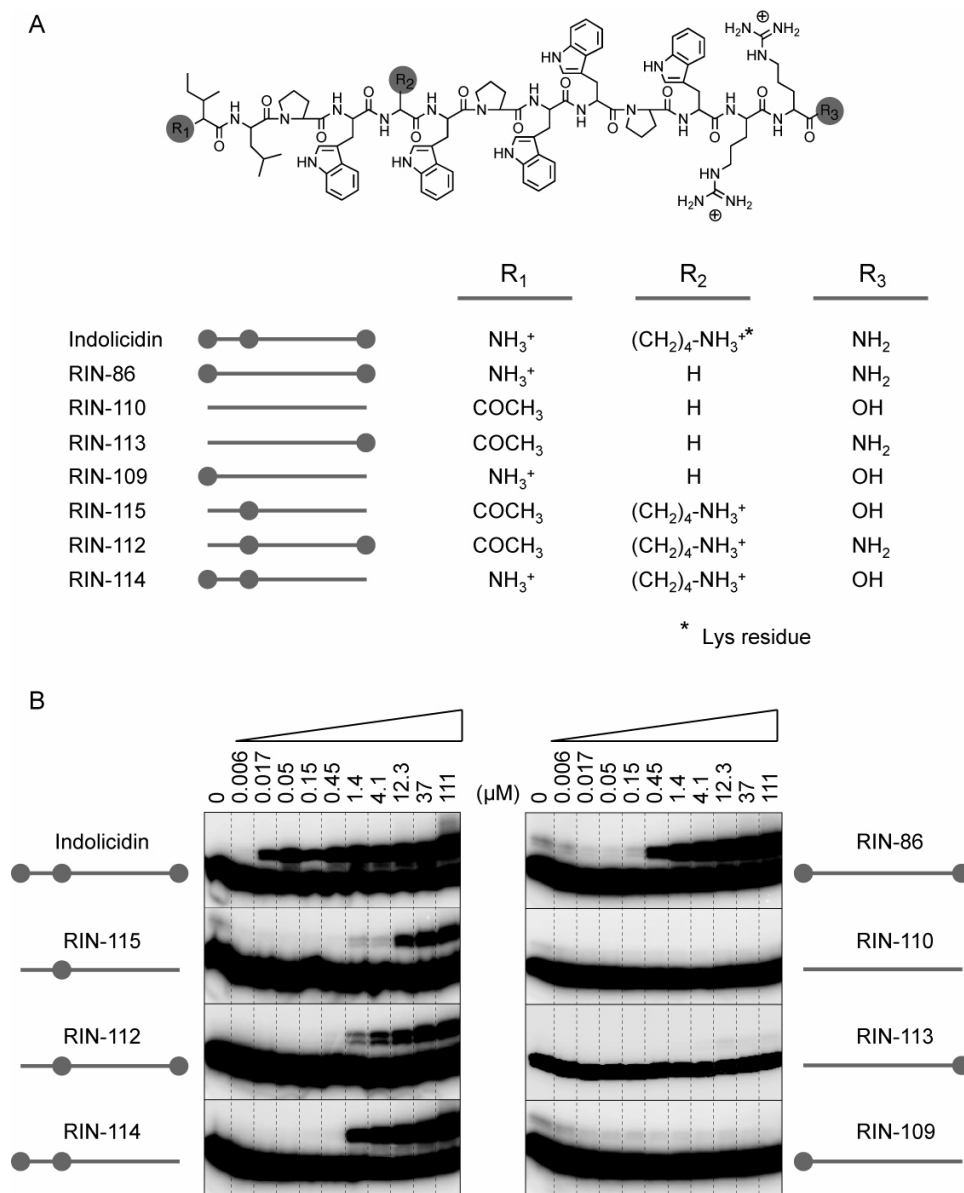 A
R1
R2
R3
O
N
H
HN
NH2
⊕
R1 R2 R3
Indolicidin NH3+ (CH2)4-NH3+* NH2
RIN-86 NH3+ H NH2
RIN-110 COCH3 H OH
RIN-113 COCH3 H NH2
RIN-109 NH3+ H OH
RIN-115 COCH3 (CH2)4-NH3+ OH
RIN-112 COCH3 (CH2)4-NH3+ NH2
RIN-114 NH3+ (CH2)4-NH3+ OH
* Lys residue
B
0 0.006 0.017 0.05 0.15 0.45 1.4 4.1 12.3 37 111 (µM) 0 0.006 0.017 0.05 0.15 0.45 1.4 4.1 12.3 37 111
Indolicidin RIN-86
RIN-115 RIN-110
RIN-112 RIN-113
RIN-114 RIN-109